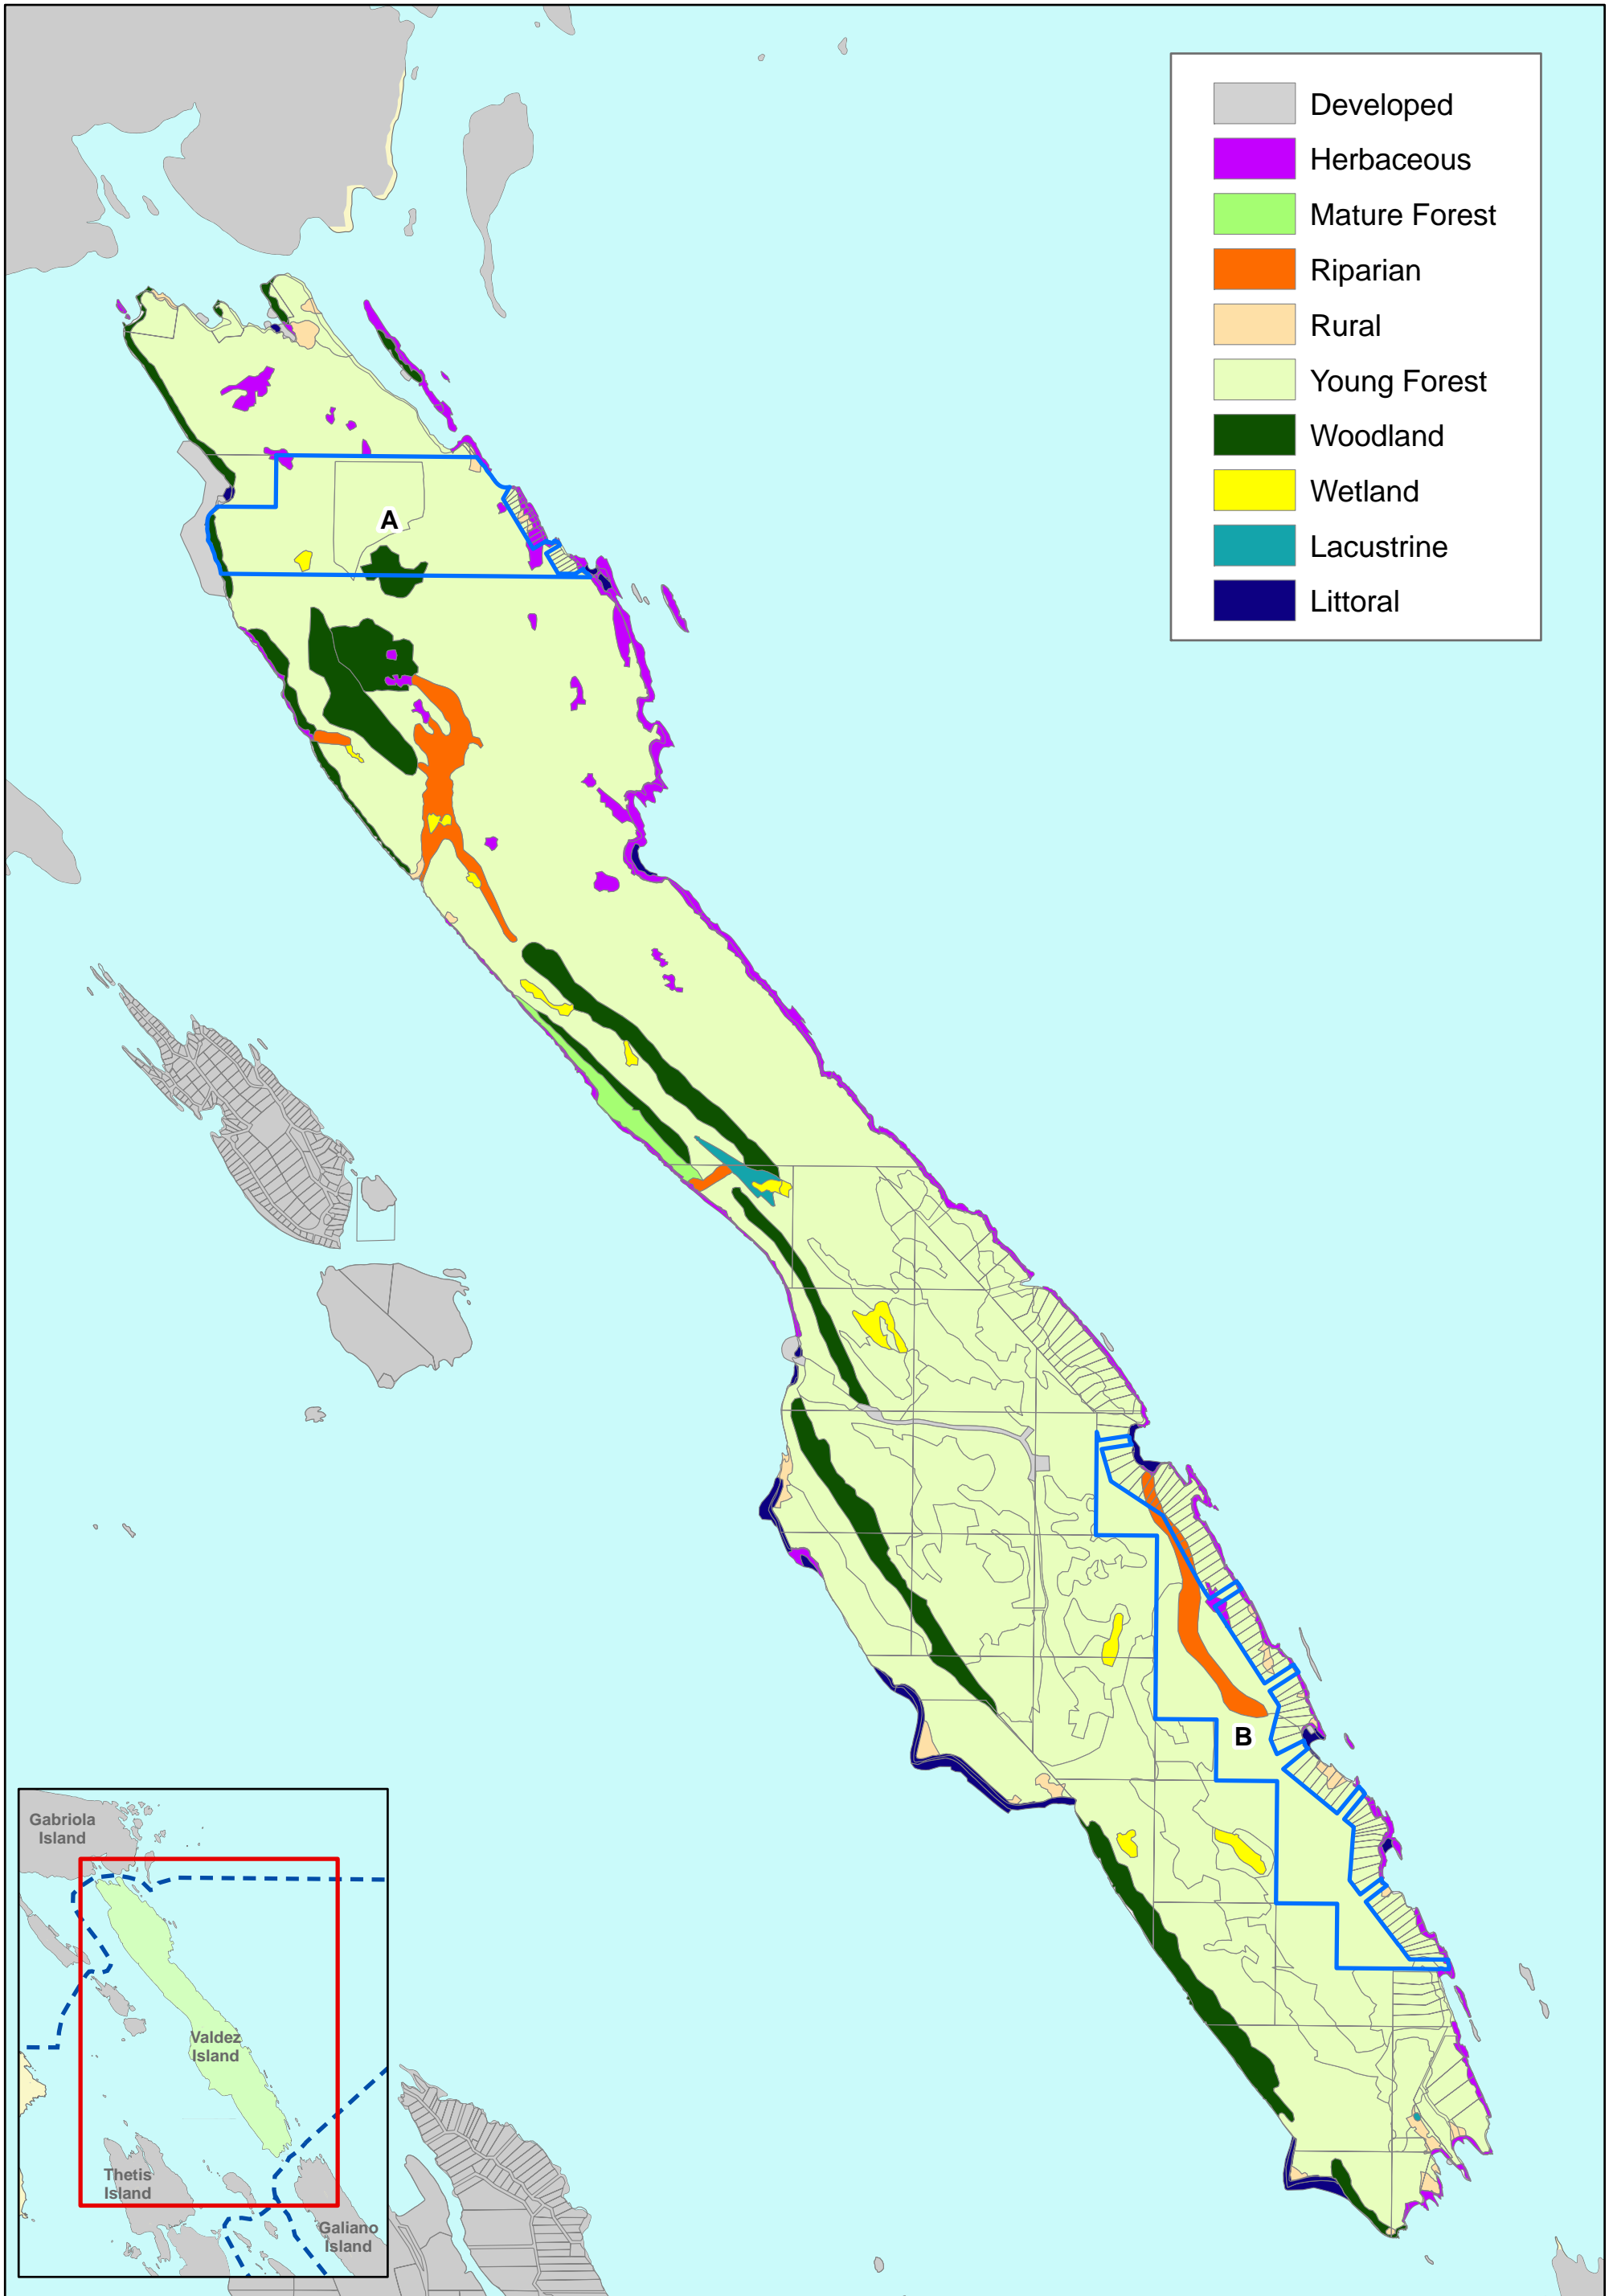 Developed
Herbaceous
Mature Forest
Riparian
Rural
Young Forest
Woodland
Wetland
Lacustrine
Littoral
A
B
Gabriola
Island
Valdez
Island
Thetis
Island
Galiano
Island